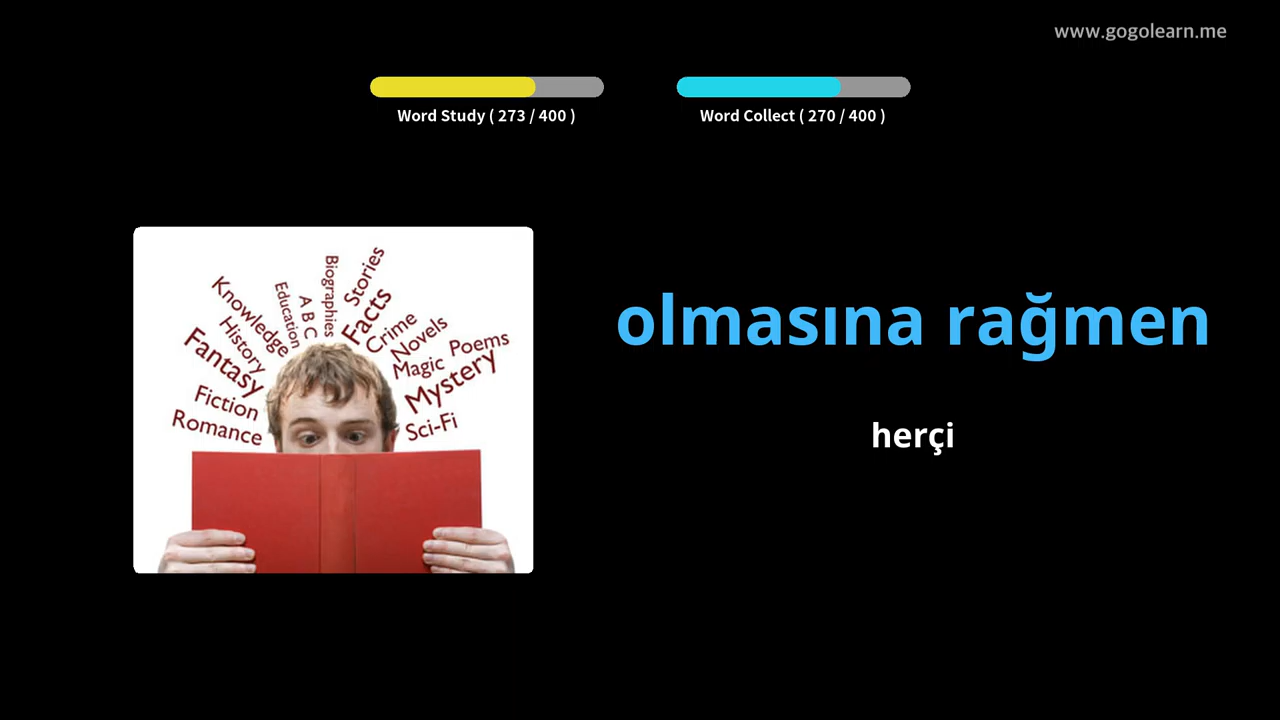 www.gogolearn.me
Word Study ( 273 / 400 )
Word Collect ( 270 / 400 )
Knowledge
Education
A B C
Biographies
Stories
Facts
Crime
Novels
Poems
Magic
Mystery
Sci-Fi
History
Fantasy
Fiction
Romance
olmasına rağmen
herçi